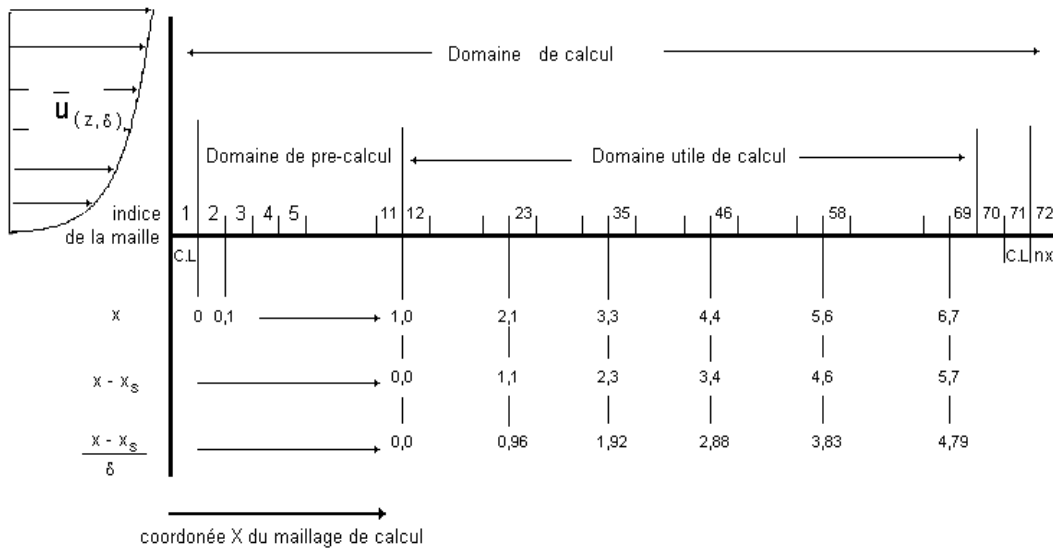 Domaine de calcul
u (z, δ)
Domaine de pre-calcul
Domaine utile de calcul
indice
de la maille
1 2 3 4 5 11 12 23 35 46 58 69 70 71 72
C.L C.L nx
x 0 0,1 1,0 2,1 3,3 4,4 5,6 6,7
x - xs 0,0 1,1 2,3 3,4 4,6 5,7
x - xs 0,0 0,96 1,92 2,88 3,83 4,79
δ
coordonée X du maillage de calcul